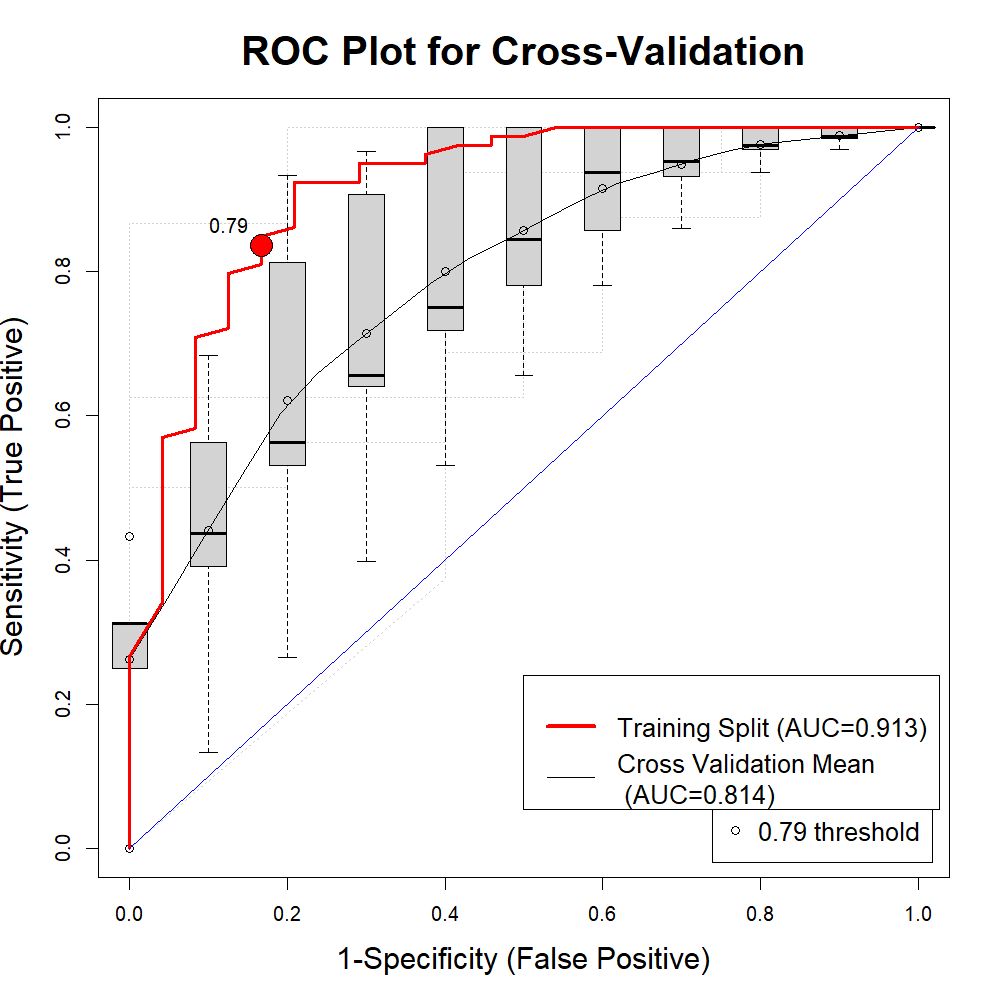 ROC Plot for Cross-Validation
Sensitivity (True Positive)
1.0
0.8
0.6
0.4
0.2
0.0
0.79
Training Split (AUC=0.913)
Cross Validation Mean
(AUC=0.814)
0.79 threshold
0.0 0.2 0.4 0.6 0.8 1.0
1-Specificity (False Positive)